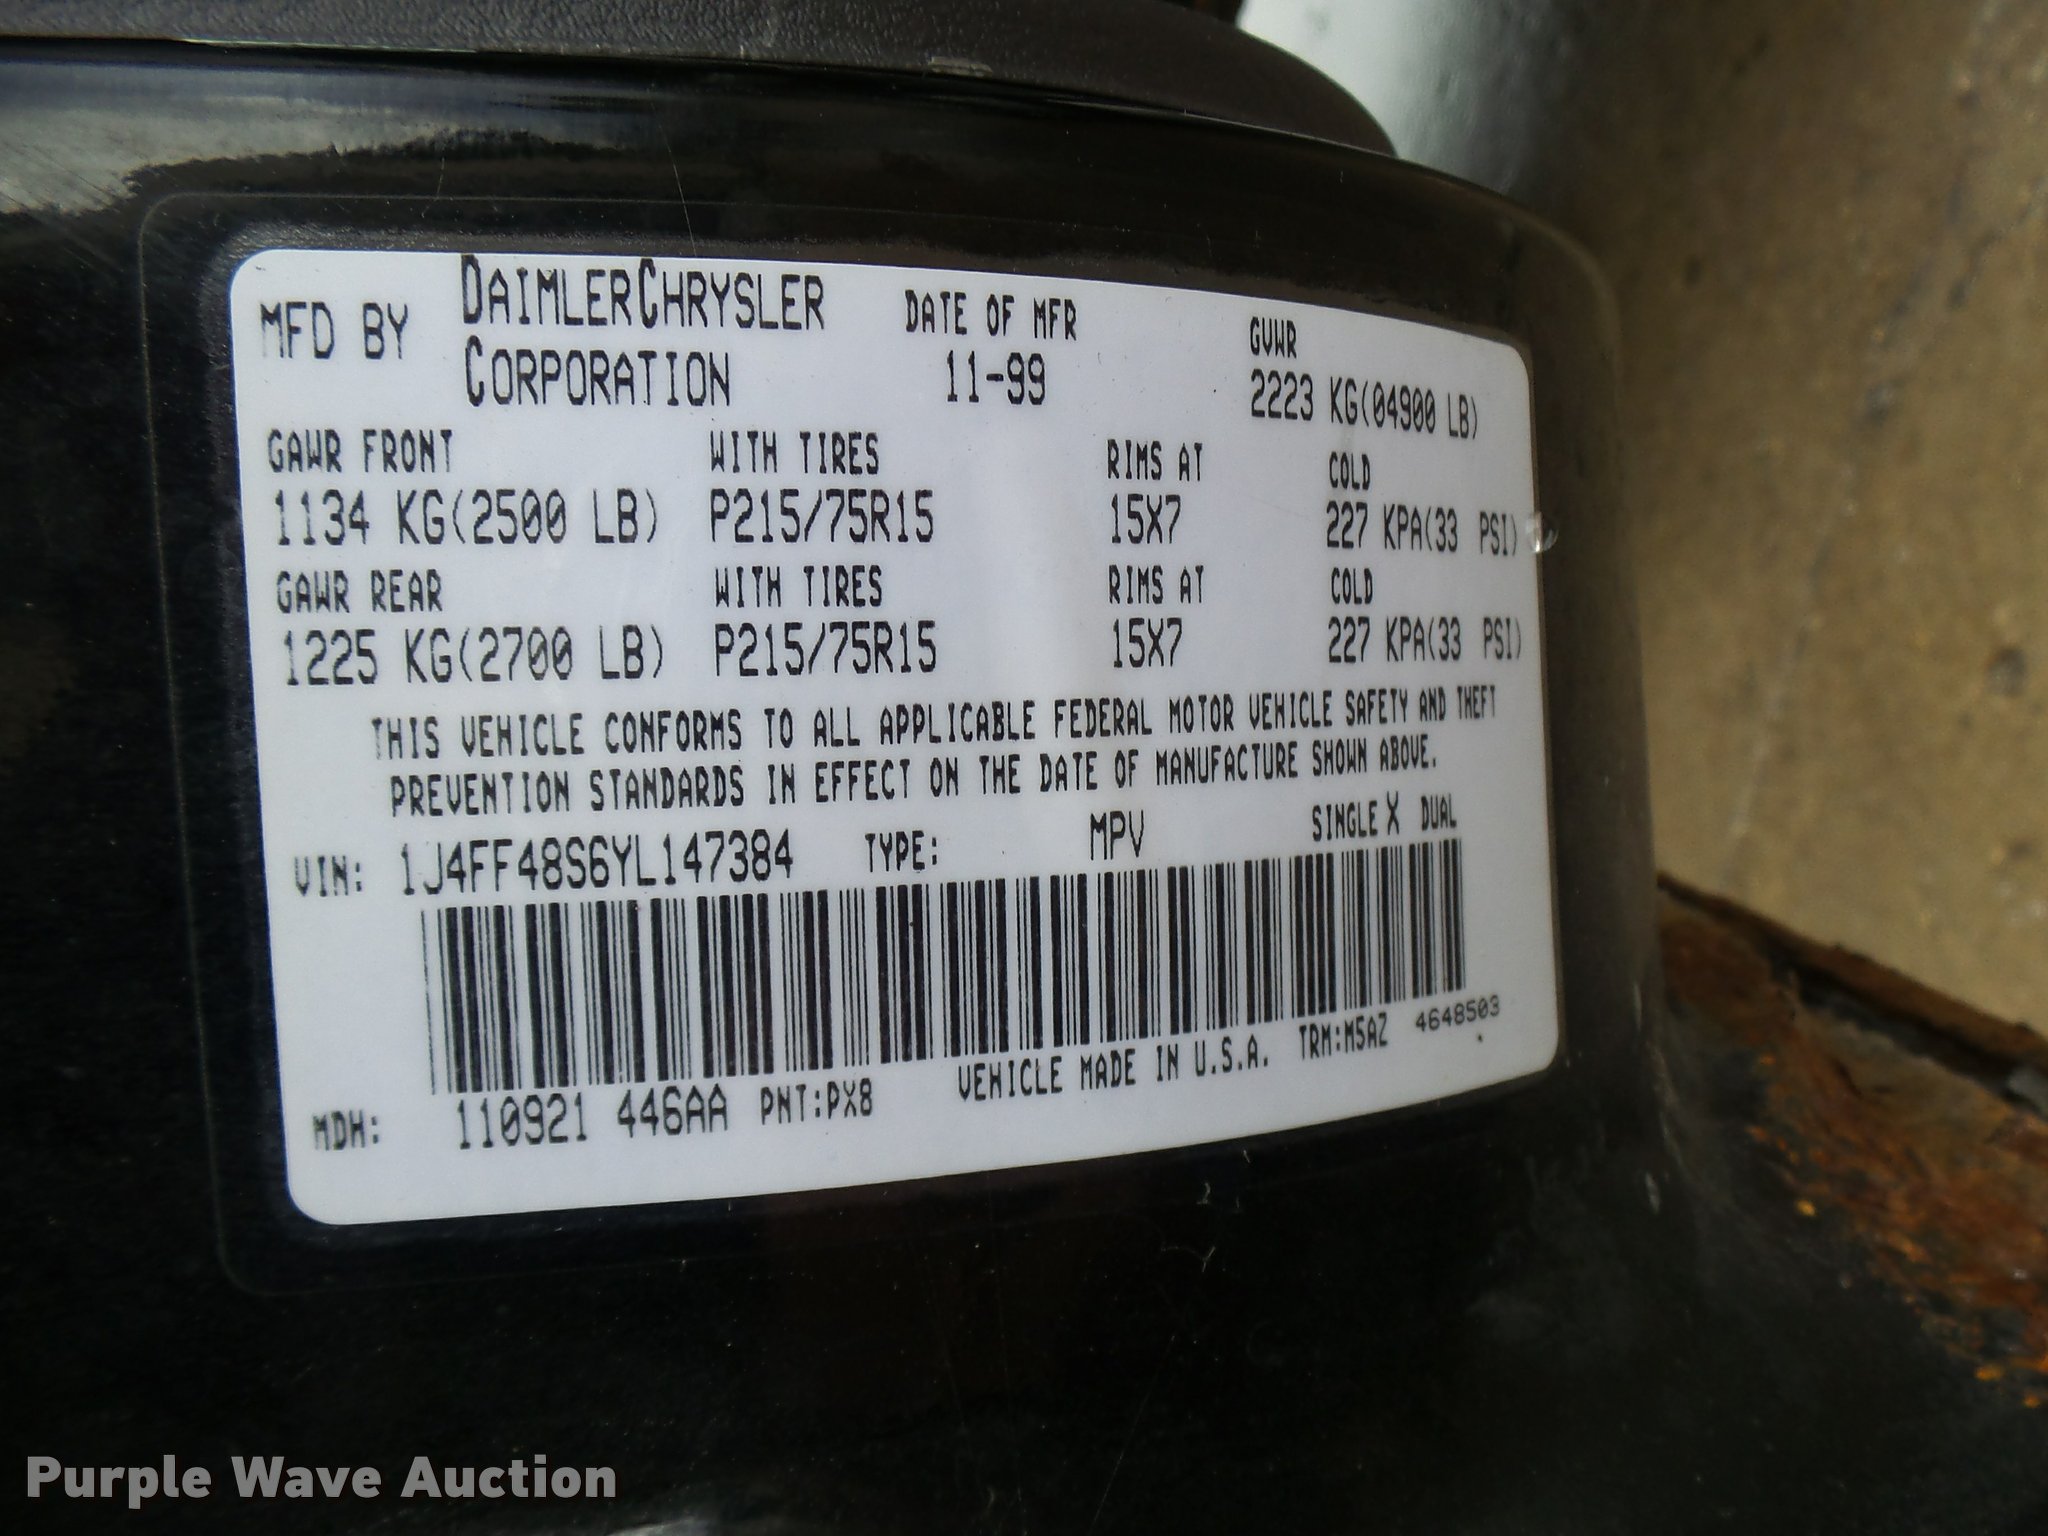 MFD BY DAIMLERCHRYSLER CORPORATION DATE OF MFR 11-99 GVWR 2223 KG(04900 LB)
GAWR FRONT WITH TIRES RIMS AT COLD
1134 KG(2500 LB) P215/75R15 15X7 227 KPA(33 PSI)
GAWR REAR WITH TIRES RIMS AT COLD
1225 KG(2700 LB) P215/75R15 15X7 227 KPA(33 PSI)
THIS VEHICLE CONFORMS TO ALL APPLICABLE FEDERAL MOTOR VEHICLE SAFETY AND THEFT
PREVENTION STANDARDS IN EFFECT ON THE DATE OF MANUFACTURE SHOWN ABOVE.
VIN: 1J4FF48S6YL147384 TYPE: MPV SINGLE X DUAL
MDH: 110921 446AA PNT:PX8 VEHICLE MADE IN U.S.A. TRM:M5AZ 4648503
Purple Wave Auction